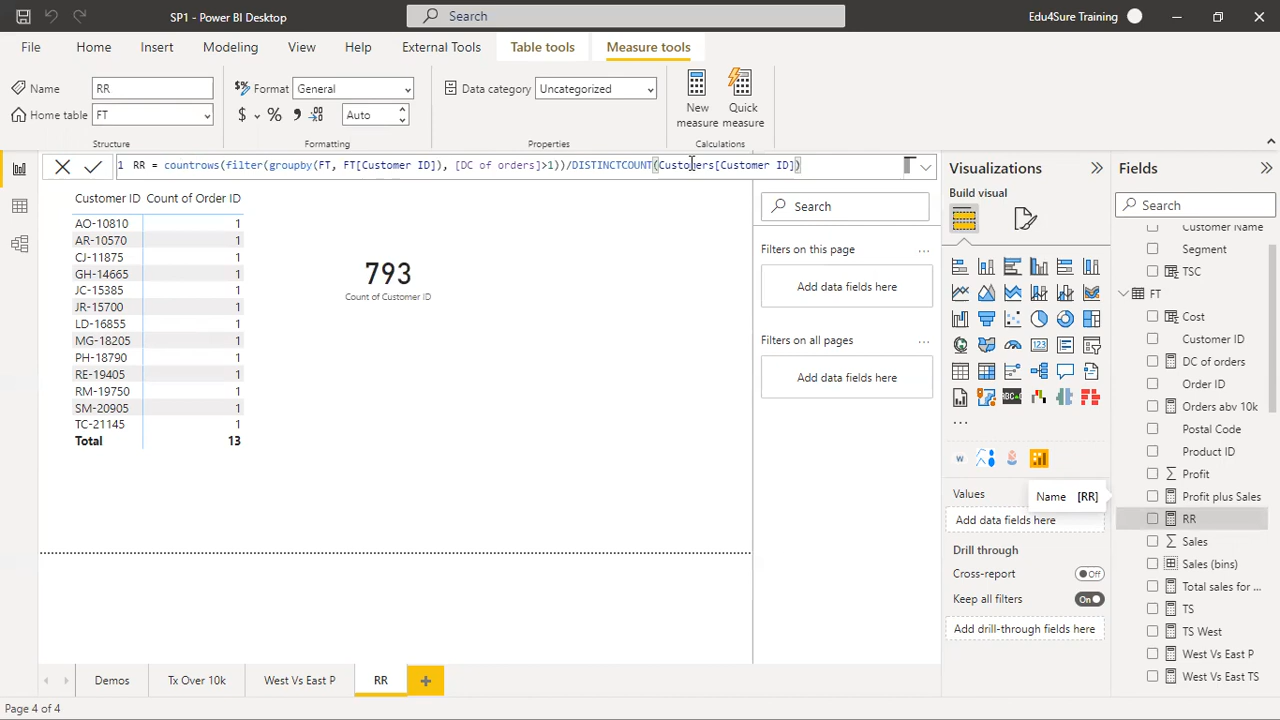 SP1 - Power BI Desktop
Search
Edu4Sure Training
File
Home
Insert
Modeling
View
Help
External Tools
Table tools
Measure tools
Name
RR
Home table
FT
Structure
Format
General
$
%
Auto
Formatting
Data category
Uncategorized
Properties
New measure
Quick measure
Calculations
1 RR = countrows(filter(groupby(FT, FT[Customer ID]), [DC of orders]>1))/DISTINCTCOUNT(Customers[Customer ID])
Customer ID Count of Order ID
AO-10810 1
AR-10570 1
CJ-11875 1
GH-14665 1
JC-15385 1
JR-15700 1
LD-16855 1
MG-18205 1
PH-18790 1
RE-19405 1
RM-19750 1
SM-20905 1
TC-21145 1
Total 13
793
Count of Customer ID
Search
Filters on this page
...
Add data fields here
Filters on all pages
...
Add data fields here
Visualizations
Build visual
...
Values
Name [RR]
Add data fields here
Drill through
Cross-report
Off
Keep all filters
On
Add drill-through fields here
Fields
Search
Customer Name
Segment
TSC
FT
Cost
Customer ID
DC of orders
Order ID
Orders abv 10k
Postal Code
Product ID
Profit
Profit plus Sales
RR
Sales
Sales (bins)
Total sales for ...
TS
TS West
West Vs East P
West Vs East TS
Demos
Tx Over 10k
West Vs East P
RR
Page 4 of 4